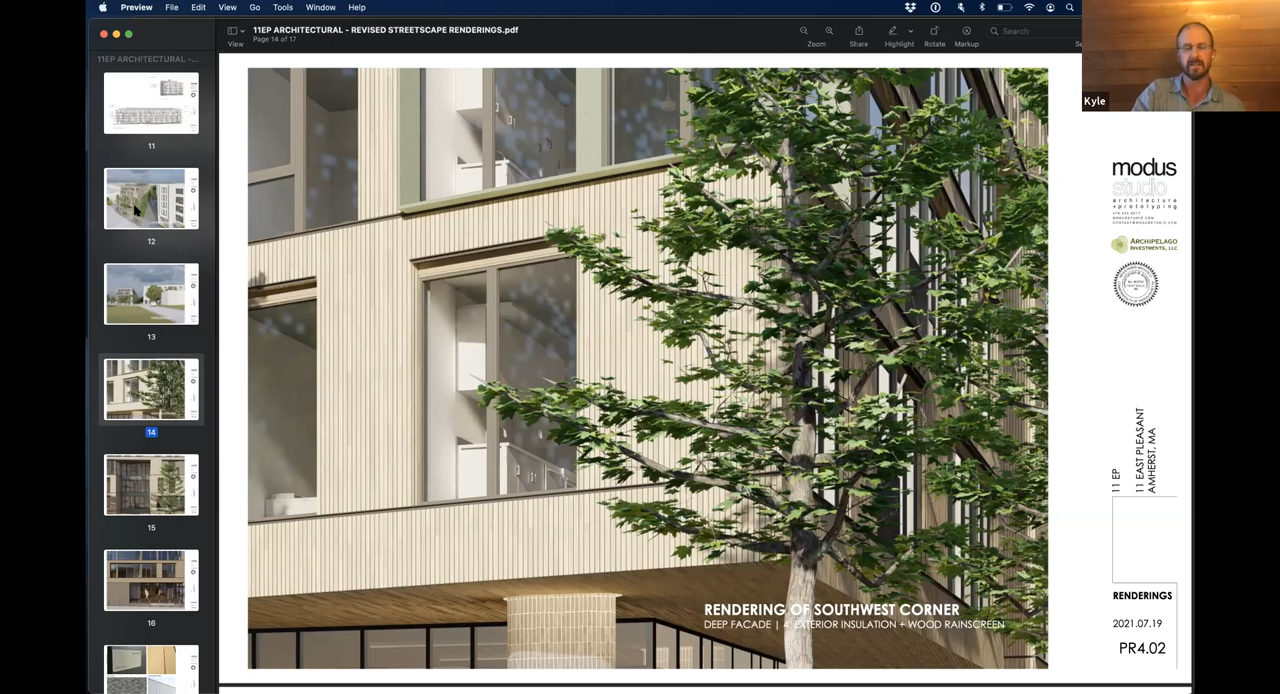 Preview File Edit View Go Tools Window Help
11EP ARCHITECTURAL - REVISED STREETSCAPE RENDERINGS.pdf
Page 14 of 17
View
Zoom
Share
Highlight
Rotate
Markup
Search
Kyle
11EP ARCHITECTURAL -...
11
12
13
14
15
16
modus
studio
architecture
+prototyping
ARCHIPELAGO
INVESTMENTS, LLC
11 EP
11 EAST PLEASANT
AMHERST, MA
RENDERING OF SOUTHWEST CORNER
DEEP FACADE | 4" EXTERIOR INSULATION + WOOD RAINSCREEN
RENDERINGS
2021.07.19
PR4.02